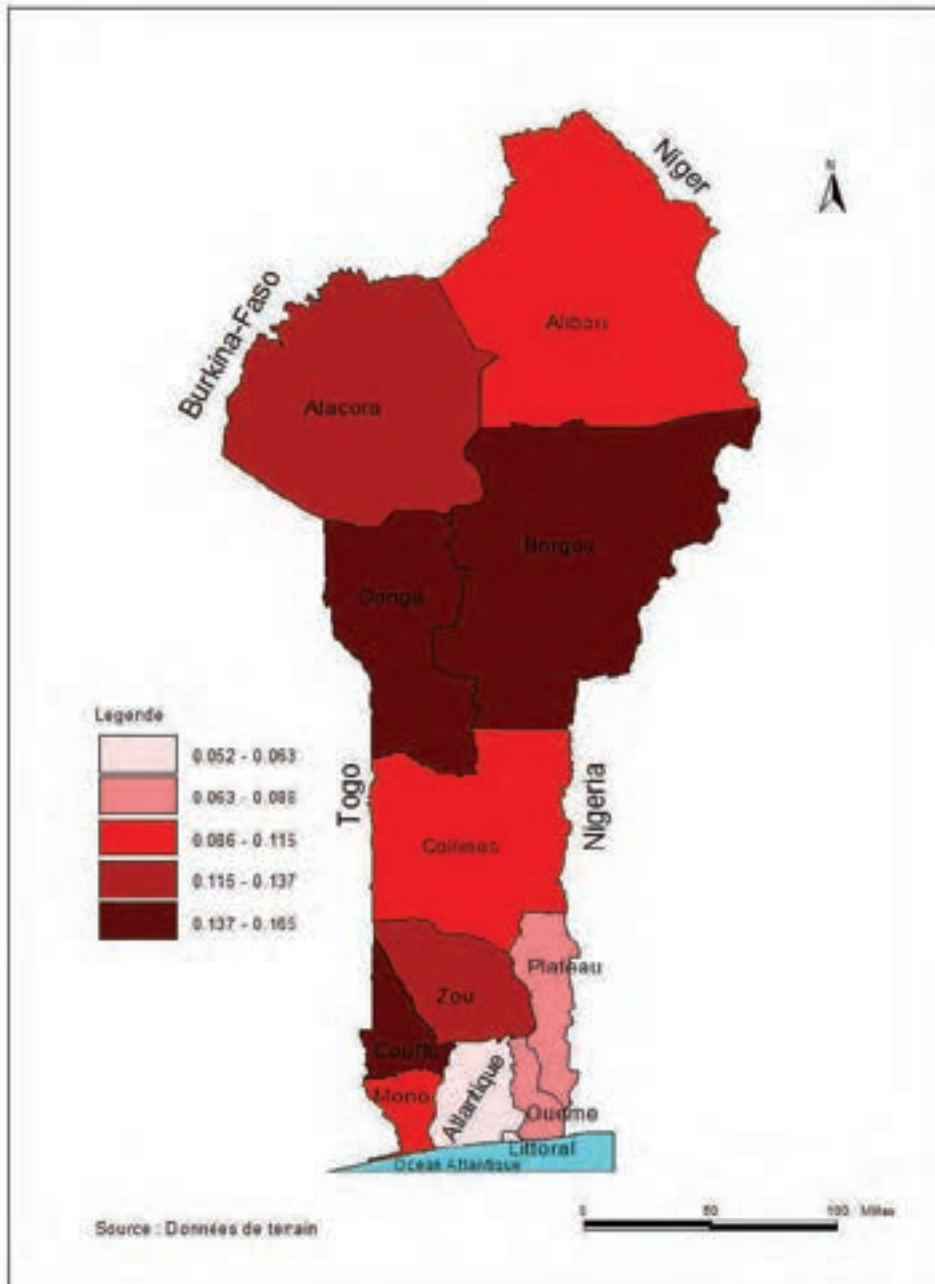 Niger
N
Burkina-Faso
Alibori
Atacora
Borgou
Donga
Legende
0.052 - 0.063
0.063 - 0.086
0.086 - 0.115
0.115 - 0.137
0.137 - 0.165
Togo
Nigeria
Collines
Plateau
Zou
Couffo
Mono
Atlantique
Oueme
Littoral
Ocean Atlantique
Source : Données de terrain
0 50 100 Miles